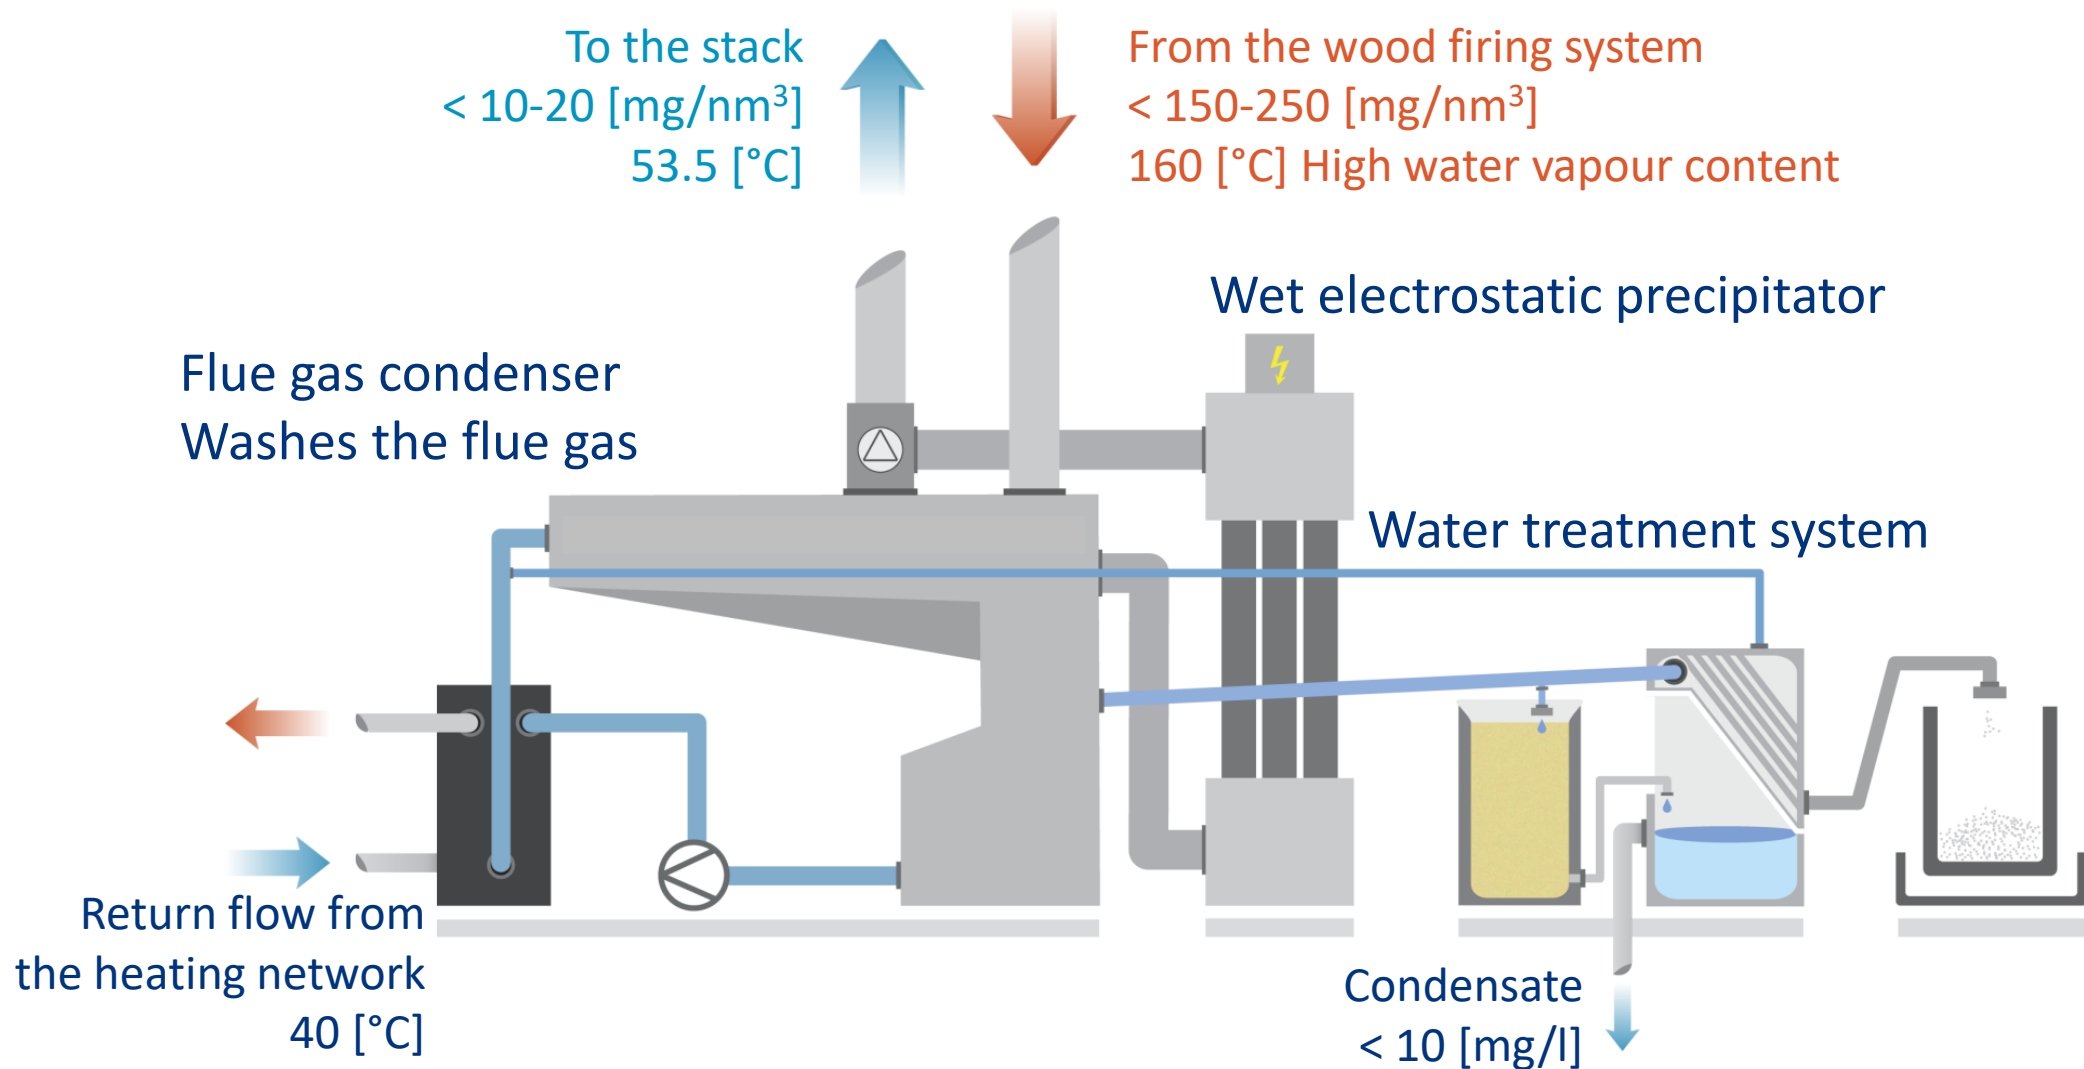 To the stack
< 10-20 [mg/nm³]
53.5 [°C]
From the wood firing system
< 150-250 [mg/nm³]
160 [°C] High water vapour content
Wet electrostatic precipitator
Flue gas condenser
Washes the flue gas
Water treatment system
Return flow from
the heating network
40 [°C]
Condensate
< 10 [mg/l]